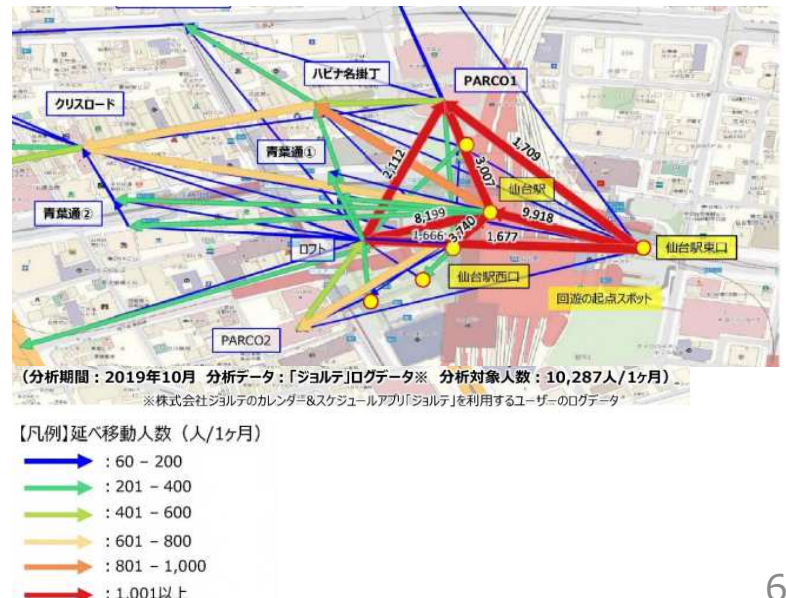 ハピナ名掛丁
PARCO1
クリスロード
青葉通①
青葉通②
仙台駅
ロフト
仙台駅東口
仙台駅西口
回遊の起点スポット
PARCO2
2,112
3,007
1,709
8,199
9,918
1,666
3,740
1,677
(分析期間：2019年10月 分析データ：「ジョルテ」ログデータ※ 分析対象人数：10,287人/1ヶ月)
※株式会社ジョルテのカレンダー&スケジュールアプリ「ジョルテ」を利用するユーザーのログデータ
【凡例】延べ移動人数（人/1ヶ月）
：60 – 200
：201 – 400
：401 – 600
：601 – 800
：801 – 1,000
：1,001以上
6